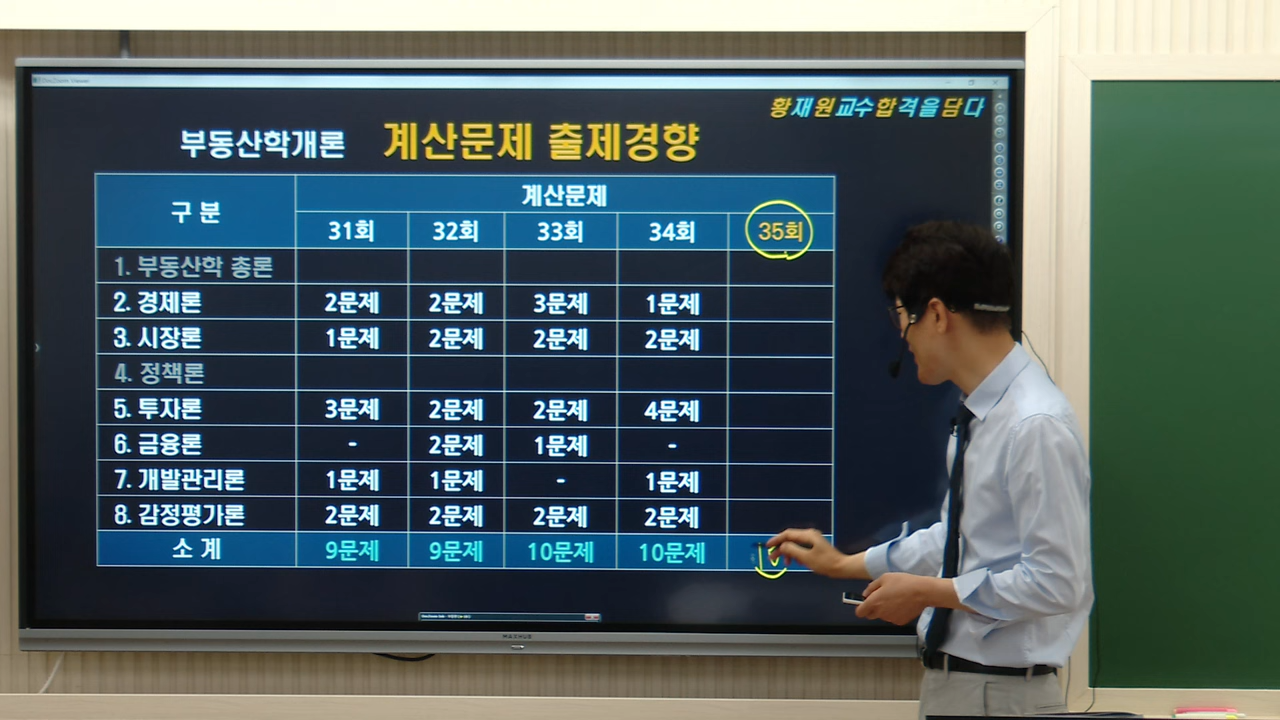 황재원교수합격을담다
부동산학개론 계산문제 출제경향
구 분 계산문제
31회 32회 33회 34회 35회
1. 부동산학 총론
2. 경제론 2문제 2문제 3문제 1문제
3. 시장론 1문제 2문제 2문제 2문제
4. 정책론
5. 투자론 3문제 2문제 2문제 4문제
6. 금융론 - 2문제 1문제 -
7. 개발관리론 1문제 1문제 - 1문제
8. 감정평가론 2문제 2문제 2문제 2문제
소 계 9문제 9문제 10문제 10문제
MAXHUB